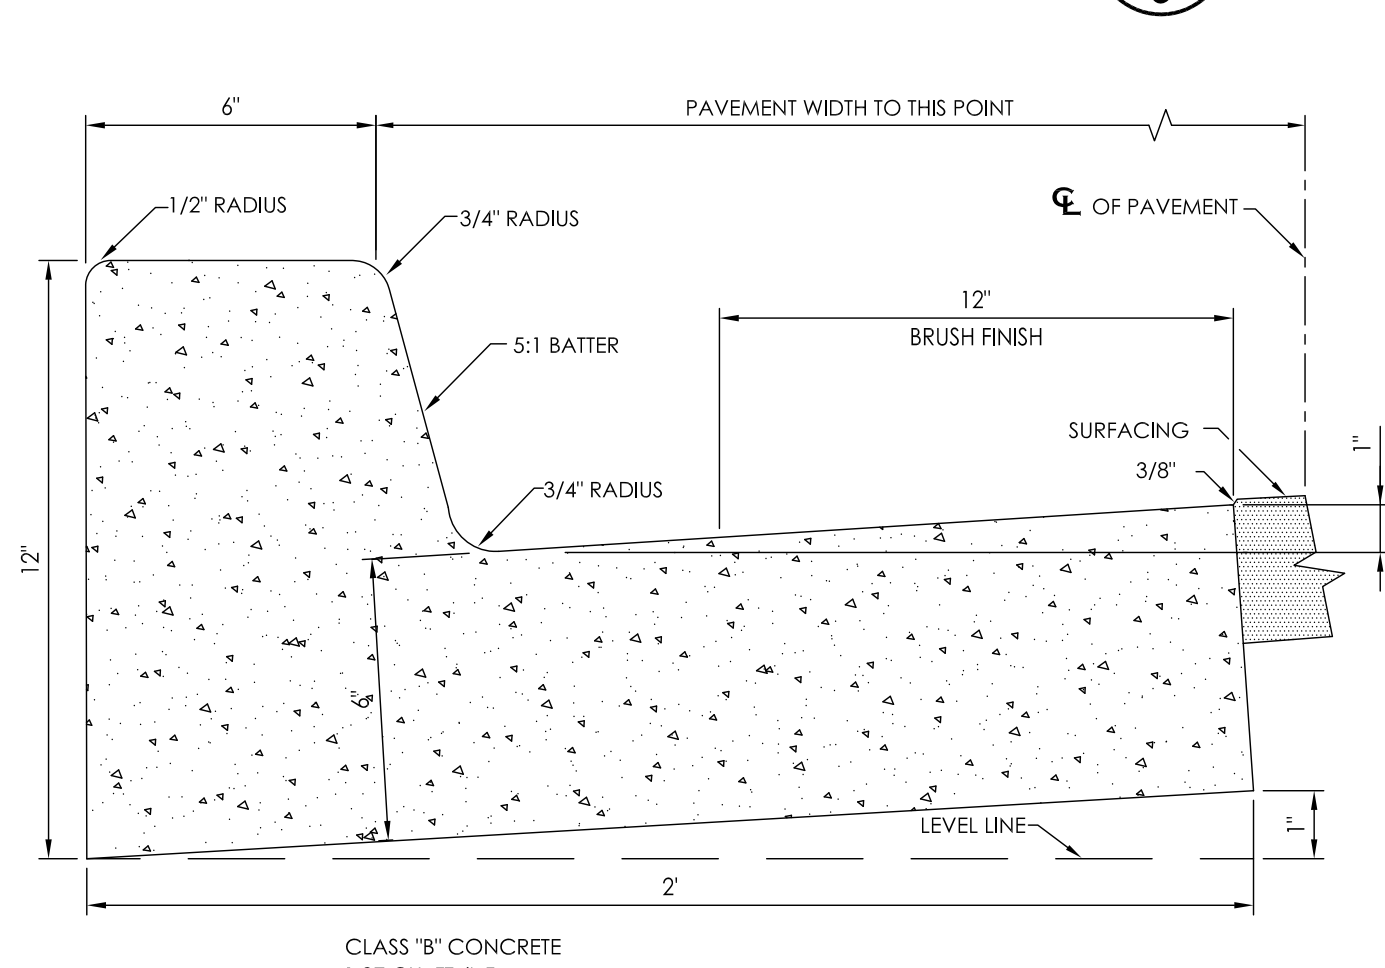 6"
PAVEMENT WIDTH TO THIS POINT
1/2" RADIUS
3/4" RADIUS
℄ OF PAVEMENT
12"
BRUSH FINISH
5:1 BATTER
SURFACING
1"
3/8"
3/4" RADIUS
12"
6"
LEVEL LINE
1"
2'
CLASS "B" CONCRETE